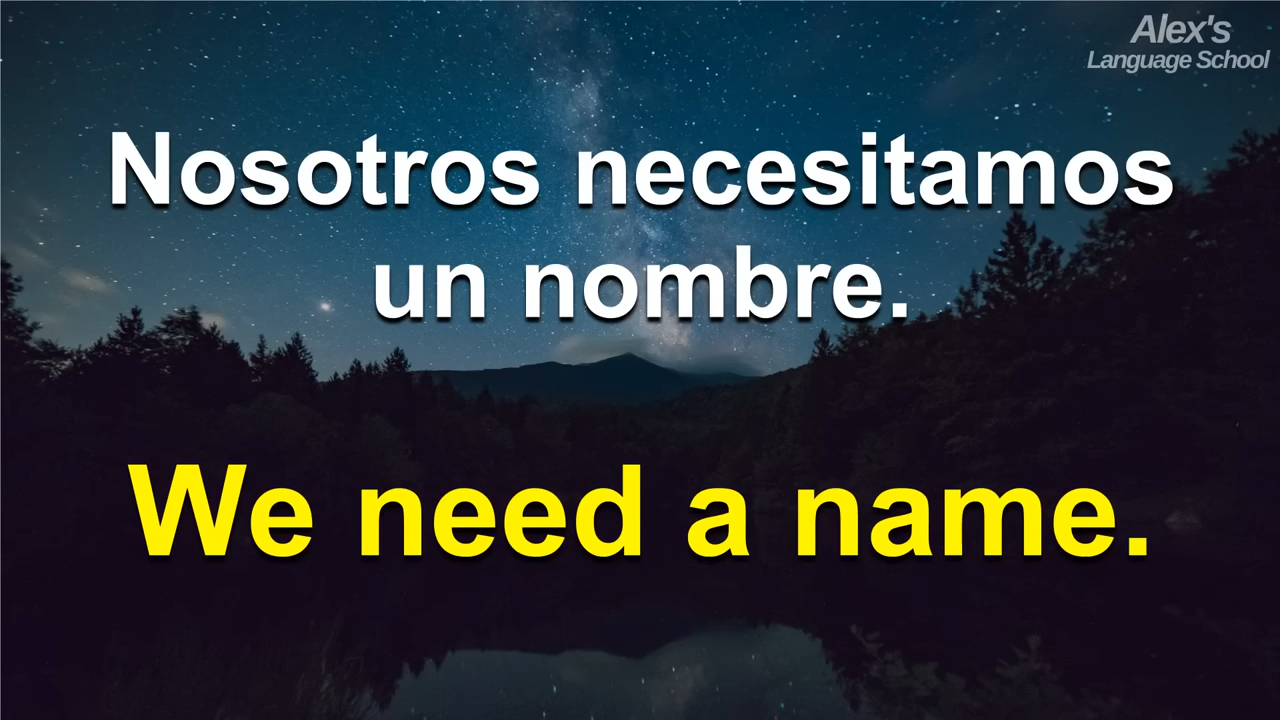 Alex's
Language School
Nosotros necesitamos
un nombre.
We need a name.